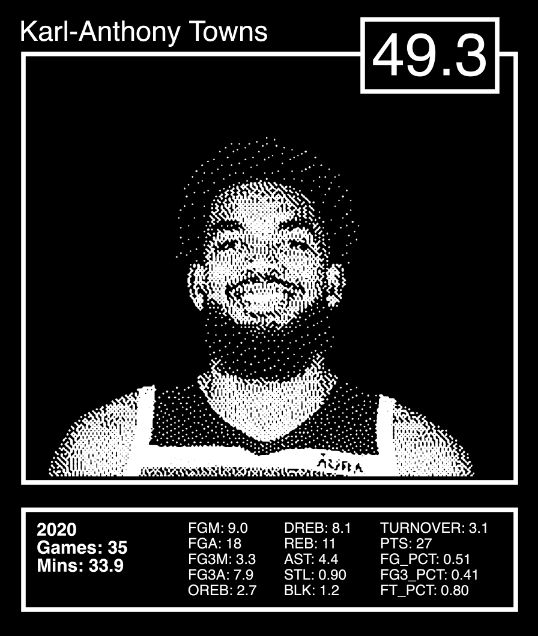 Karl-Anthony Towns
49.3
AURA
2020
Games: 35
Mins: 33.9
FGM: 9.0
FGA: 18
FG3M: 3.3
FG3A: 7.9
OREB: 2.7
DREB: 8.1
REB: 11
AST: 4.4
STL: 0.90
BLK: 1.2
TURNOVER: 3.1
PTS: 27
FG_PCT: 0.51
FG3_PCT: 0.41
FT_PCT: 0.80